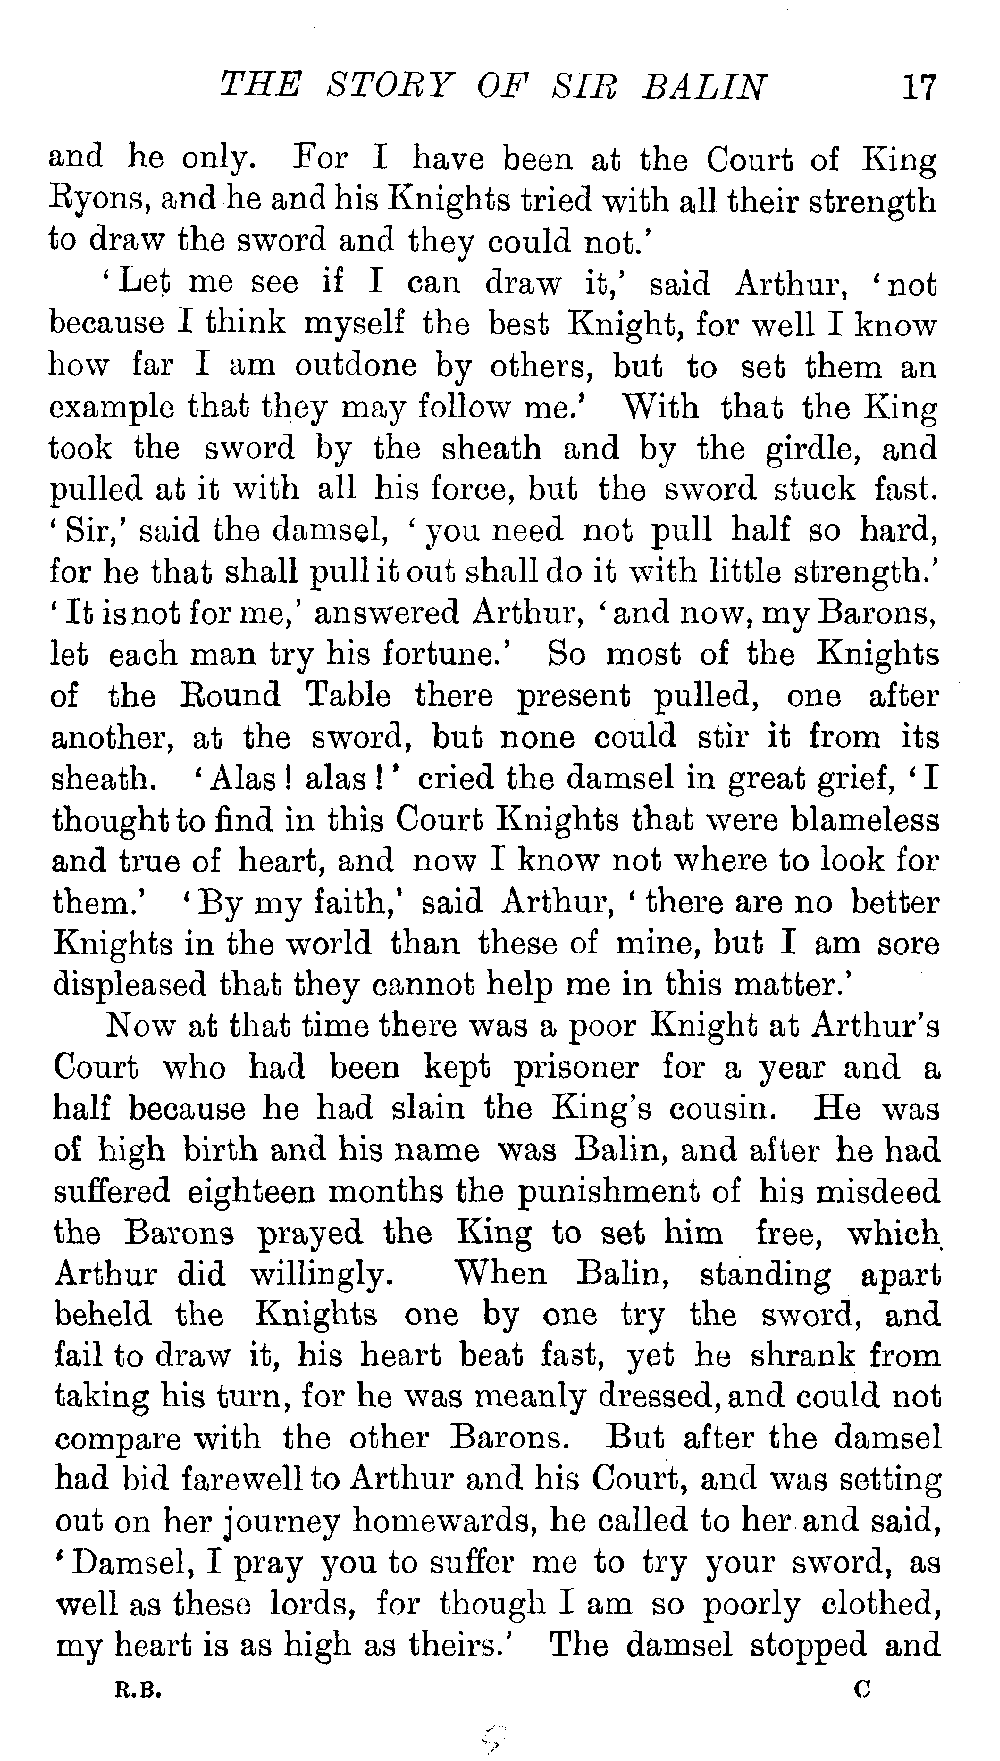 THE STORY OF SIR BALIN 17
and he only. For I have been at the Court of King
Ryons, and he and his Knights tried with all their strength
to draw the sword and they could not.’
‘Let me see if I can draw it,’ said Arthur, ‘not
because I think myself the best Knight, for well I know
how far I am outdone by others, but to set them an
example that they may follow me.’ With that the King
took the sword by the sheath and by the girdle, and
pulled at it with all his force, but the sword stuck fast.
‘Sir,’ said the damsel, ‘you need not pull half so hard,
for he that shall pull it out shall do it with little strength.’
‘It is not for me,’ answered Arthur, ‘and now, my Barons,
let each man try his fortune.’ So most of the Knights
of the Round Table there present pulled, one after
another, at the sword, but none could stir it from its
sheath. ‘Alas! alas!’ cried the damsel in great grief, ‘I
thought to find in this Court Knights that were blameless
and true of heart, and now I know not where to look for
them.’ ‘By my faith,’ said Arthur, ‘there are no better
Knights in the world than these of mine, but I am sore
displeased that they cannot help me in this matter.’
Now at that time there was a poor Knight at Arthur’s
Court who had been kept prisoner for a year and a
half because he had slain the King’s cousin. He was
of high birth and his name was Balin, and after he had
suffered eighteen months the punishment of his misdeed
the Barons prayed the King to set him free, which
Arthur did willingly. When Balin, standing apart
beheld the Knights one by one try the sword, and
fail to draw it, his heart beat fast, yet he shrank from
taking his turn, for he was meanly dressed, and could not
compare with the other Barons. But after the damsel
had bid farewell to Arthur and his Court, and was setting
out on her journey homewards, he called to her and said,
‘Damsel, I pray you to suffer me to try your sword, as
well as these lords, for though I am so poorly clothed,
my heart is as high as theirs.’ The damsel stopped and
R.B. C